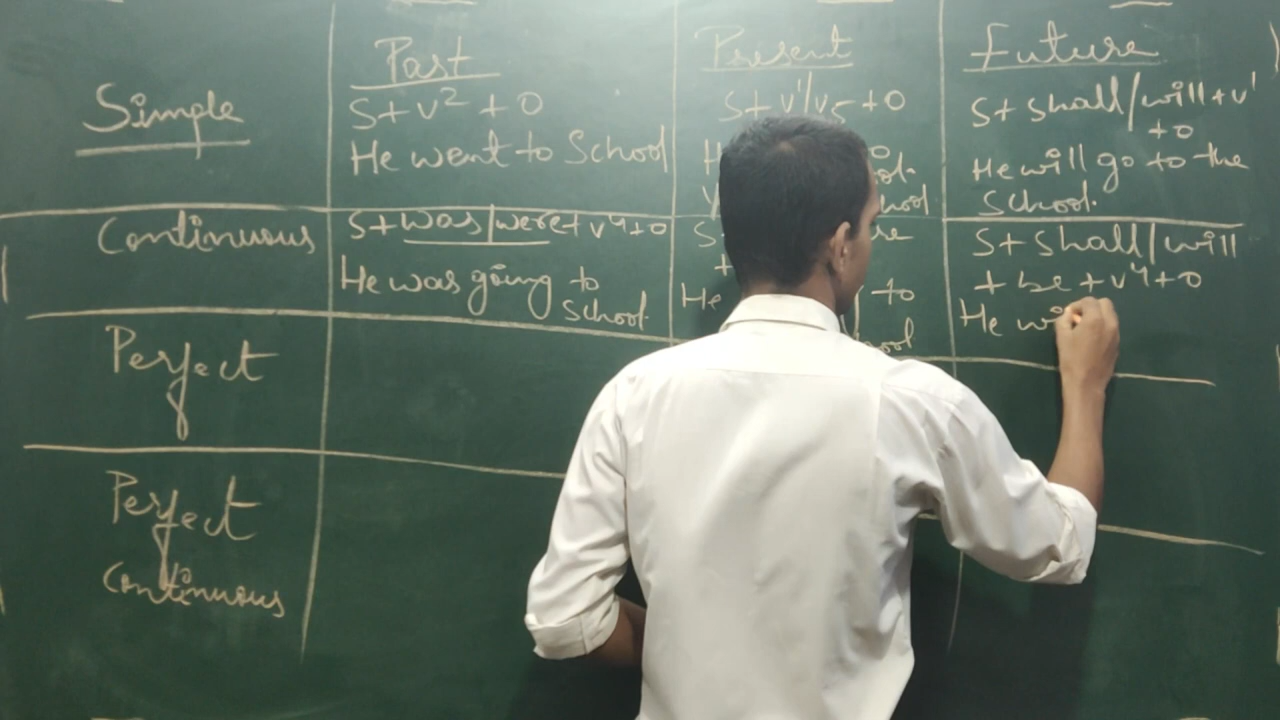 Past Present Future
Simple
S+ v² + O
He went to School
S+ v¹/v5 + O
S+ shall/will + v¹
+ O
He will go to the
School.
Continuous
S+ was/were + v⁴ + O
He was going to
School.
He to
S+ shall/will
+ be + v⁴ + O
He
Perfect
Perfect
Continuous